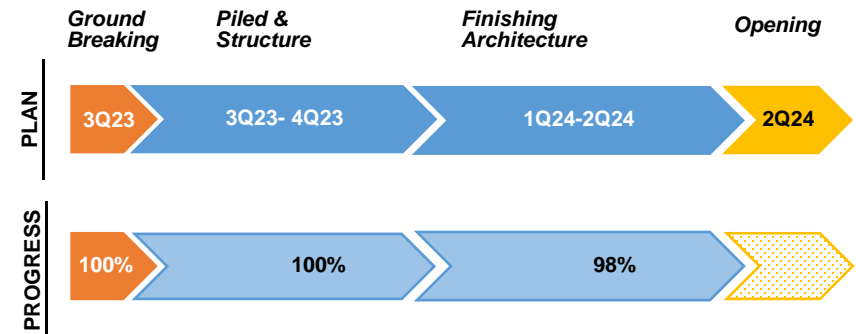 Ground
Breaking
Piled &
Structure
Finishing
Architecture
Opening
PLAN
3Q23
3Q23- 4Q23
1Q24-2Q24
2Q24
PROGRESS
100%
100%
98%